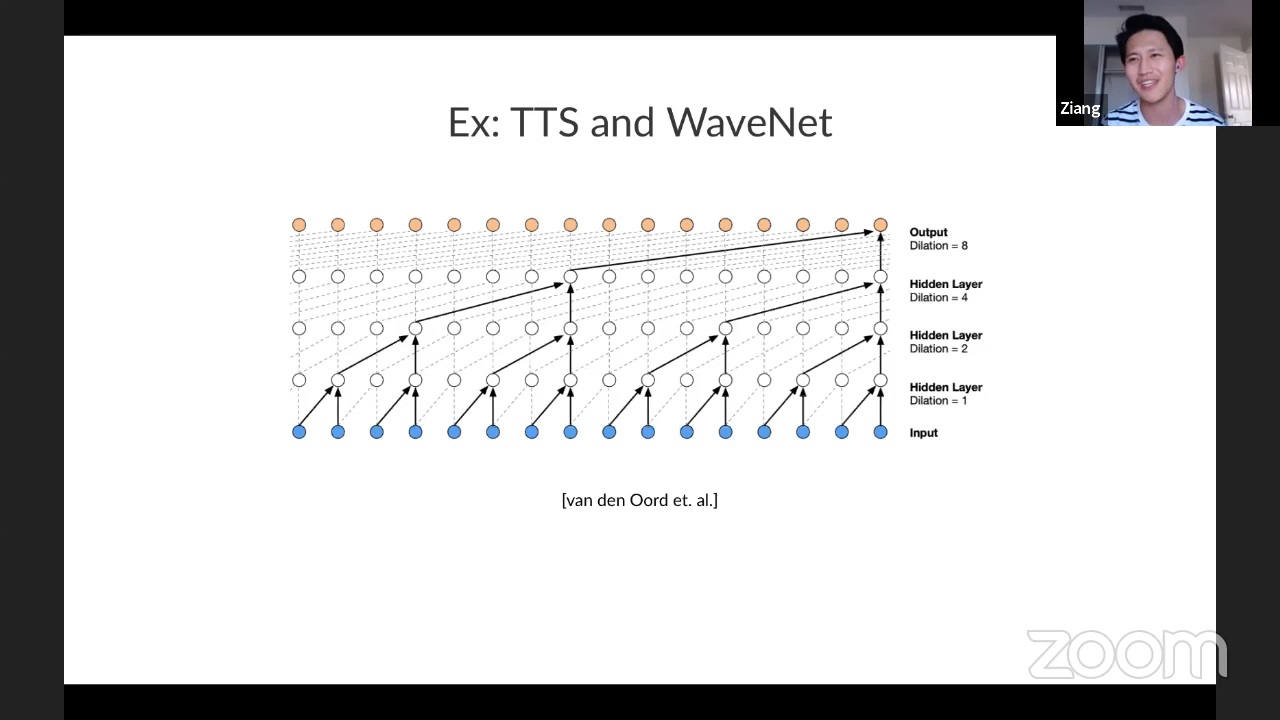 Ziang
Ex: TTS and WaveNet
Output
Dilation = 8
Hidden Layer
Dilation = 4
Hidden Layer
Dilation = 2
Hidden Layer
Dilation = 1
Input
[van den Oord et. al.]
zoom